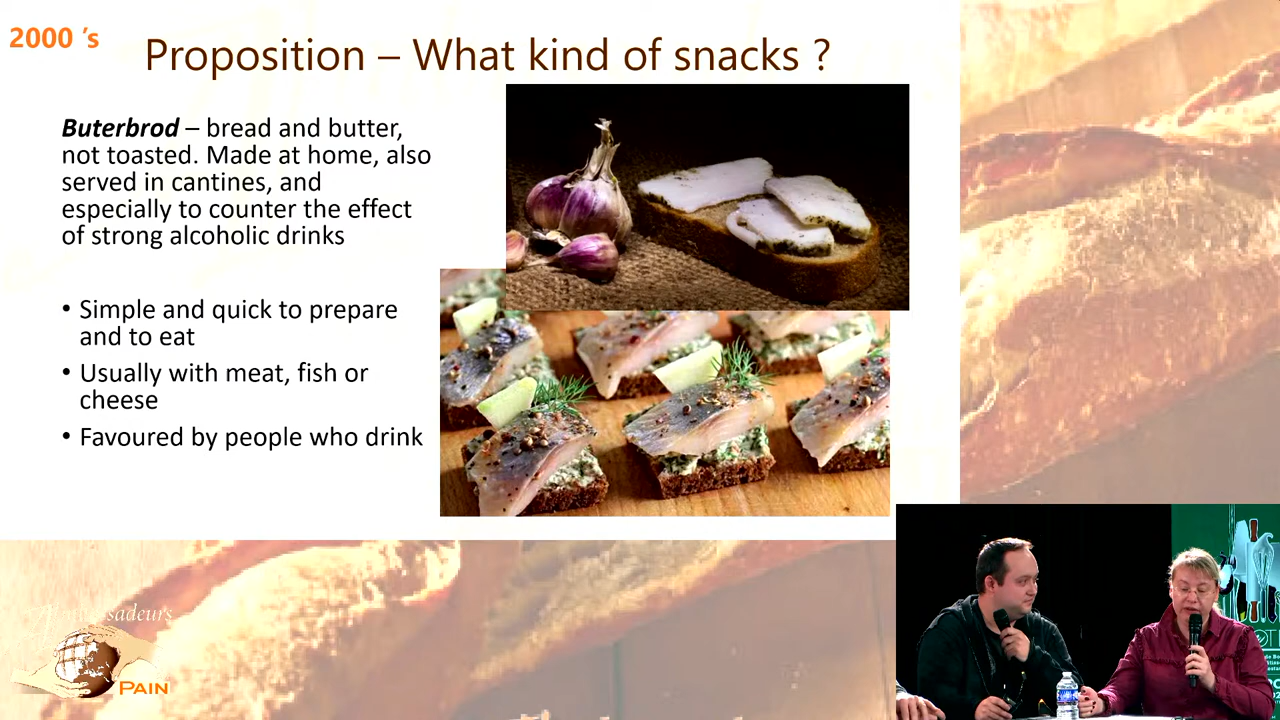 2000 ’s
Proposition – What kind of snacks ?
Buterbrod – bread and butter,
not toasted. Made at home, also
served in cantines, and
especially to counter the effect
of strong alcoholic drinks
• Simple and quick to prepare
and to eat
• Usually with meat, fish or
cheese
• Favoured by people who drink
PAIN